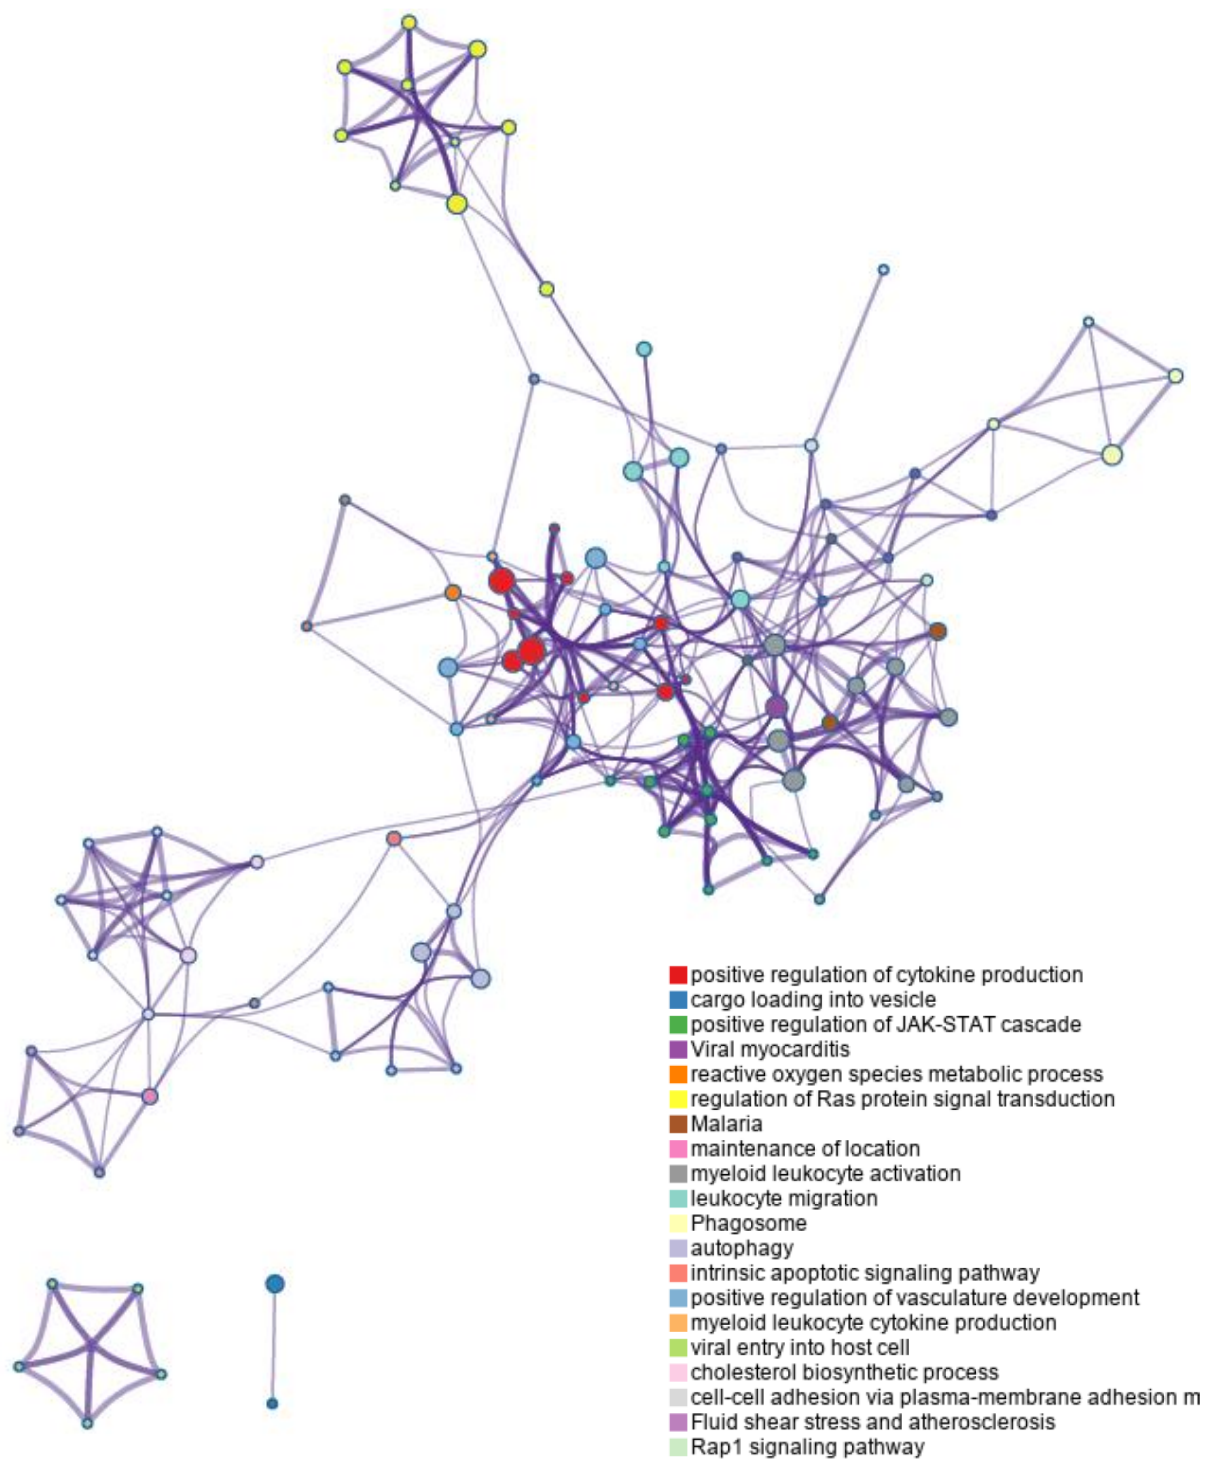 positive regulation of cytokine production
cargo loading into vesicle
positive regulation of JAK-STAT cascade
Viral myocarditis
reactive oxygen species metabolic process
regulation of Ras protein signal transduction
Malaria
maintenance of location
myeloid leukocyte activation
leukocyte migration
Phagosome
autophagy
intrinsic apoptotic signaling pathway
positive regulation of vasculature development
myeloid leukocyte cytokine production
viral entry into host cell
cholesterol biosynthetic process
cell-cell adhesion via plasma-membrane adhesion m
Fluid shear stress and atherosclerosis
Rap1 signaling pathway